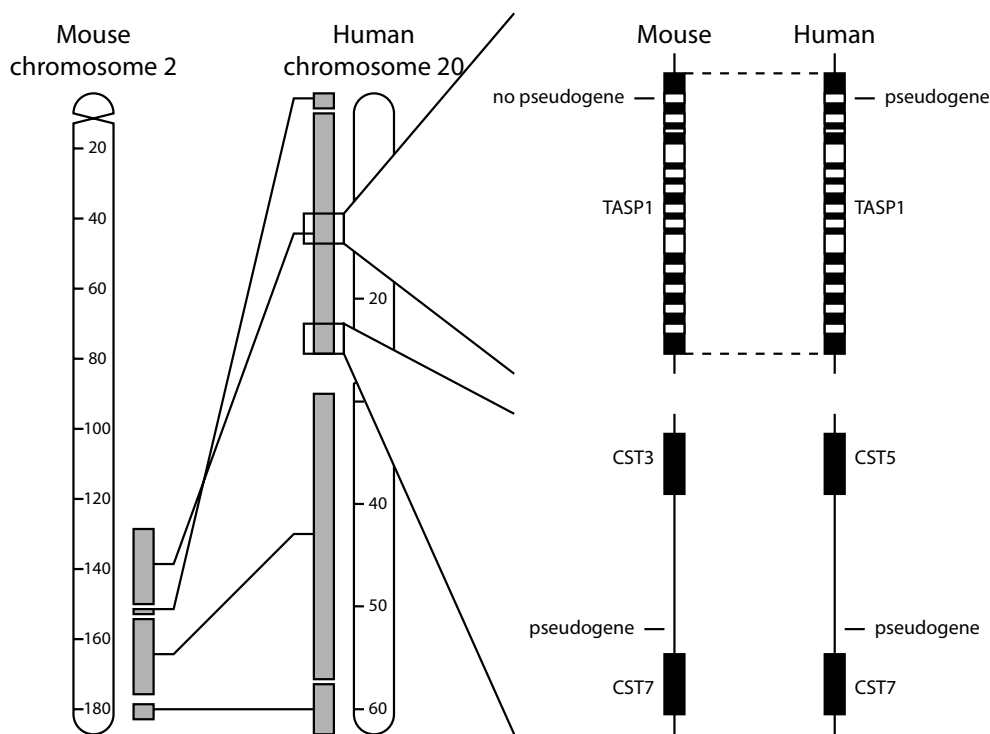 Mouse
chromosome 2
Human
chromosome 20
20
40
60
80
100
120
140
160
180
20
40
50
60
Mouse
Human
no pseudogene
pseudogene
TASP1
TASP1
CST3
CST5
pseudogene
pseudogene
CST7
CST7